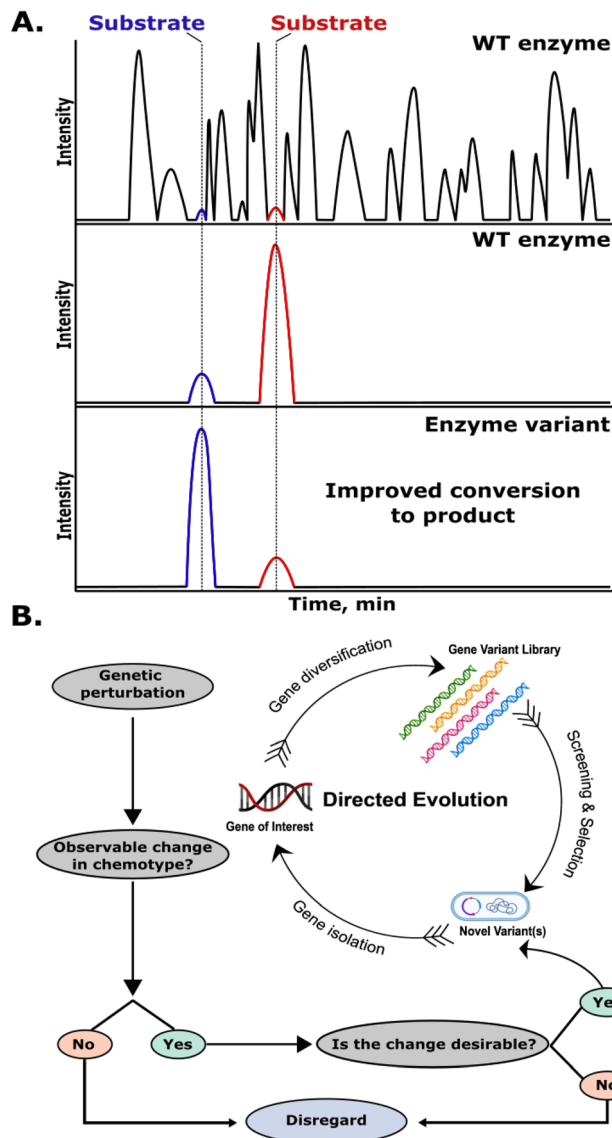 A.
Substrate
Substrate
WT enzyme
Intensity
WT enzyme
Intensity
Enzyme variant
Intensity
Improved conversion
to product
Time, min
B.
Genetic
perturbation
Observable change
in chemotype?
No
Yes
Is the change desirable?
Yes
No
Disregard
Gene diversification
Gene Variant Library
Screening & Selection
Novel Variant(s)
Gene isolation
Gene of Interest
Directed Evolution